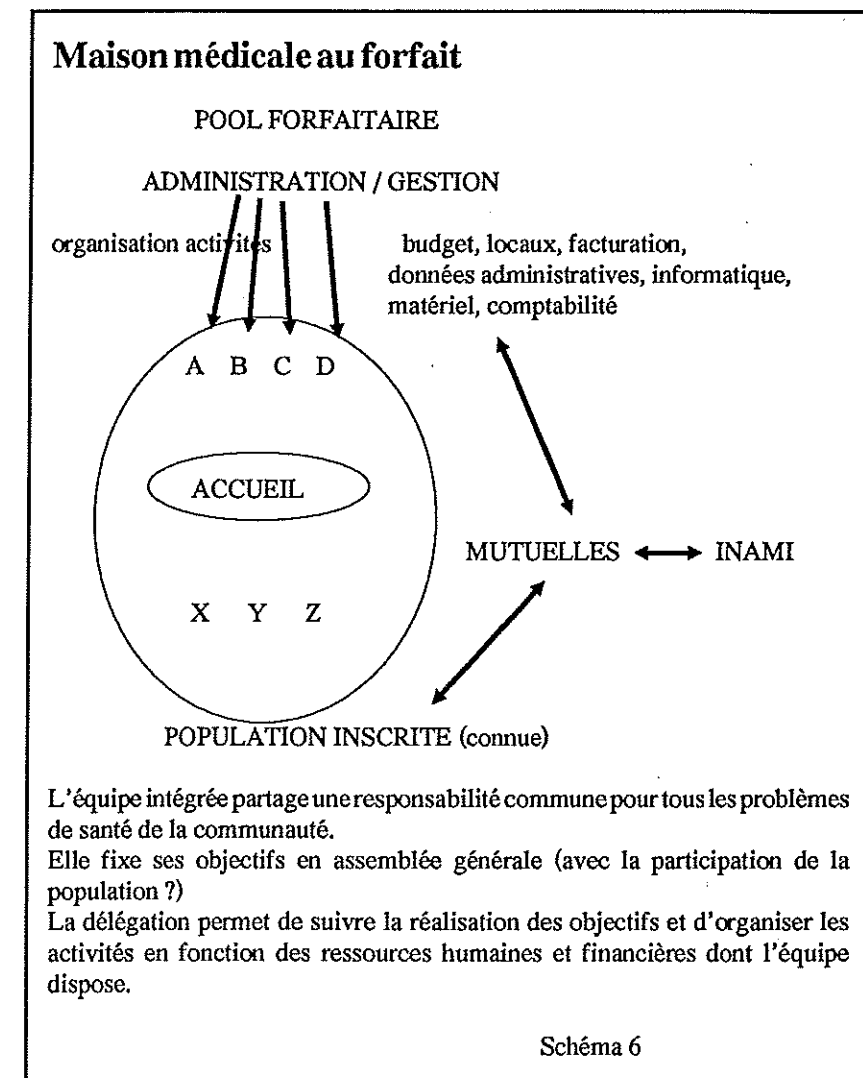 Maison médicale au forfait
POOL FORFAITAIRE
ADMINISTRATION / GESTION
organisation activités
budget, locaux, facturation,
données administratives, informatique,
matériel, comptabilité
A B C D
ACCUEIL
MUTUELLES INAMI
X Y Z
POPULATION INSCRITE (connue)
L'équipe intégrée partage une responsabilité commune pour tous les problèmes
de santé de la communauté.
Elle fixe ses objectifs en assemblée générale (avec la participation de la
population ?)
La délégation permet de suivre la réalisation des objectifs et d'organiser les
activités en fonction des ressources humaines et financières dont l'équipe
dispose.
Schéma 6